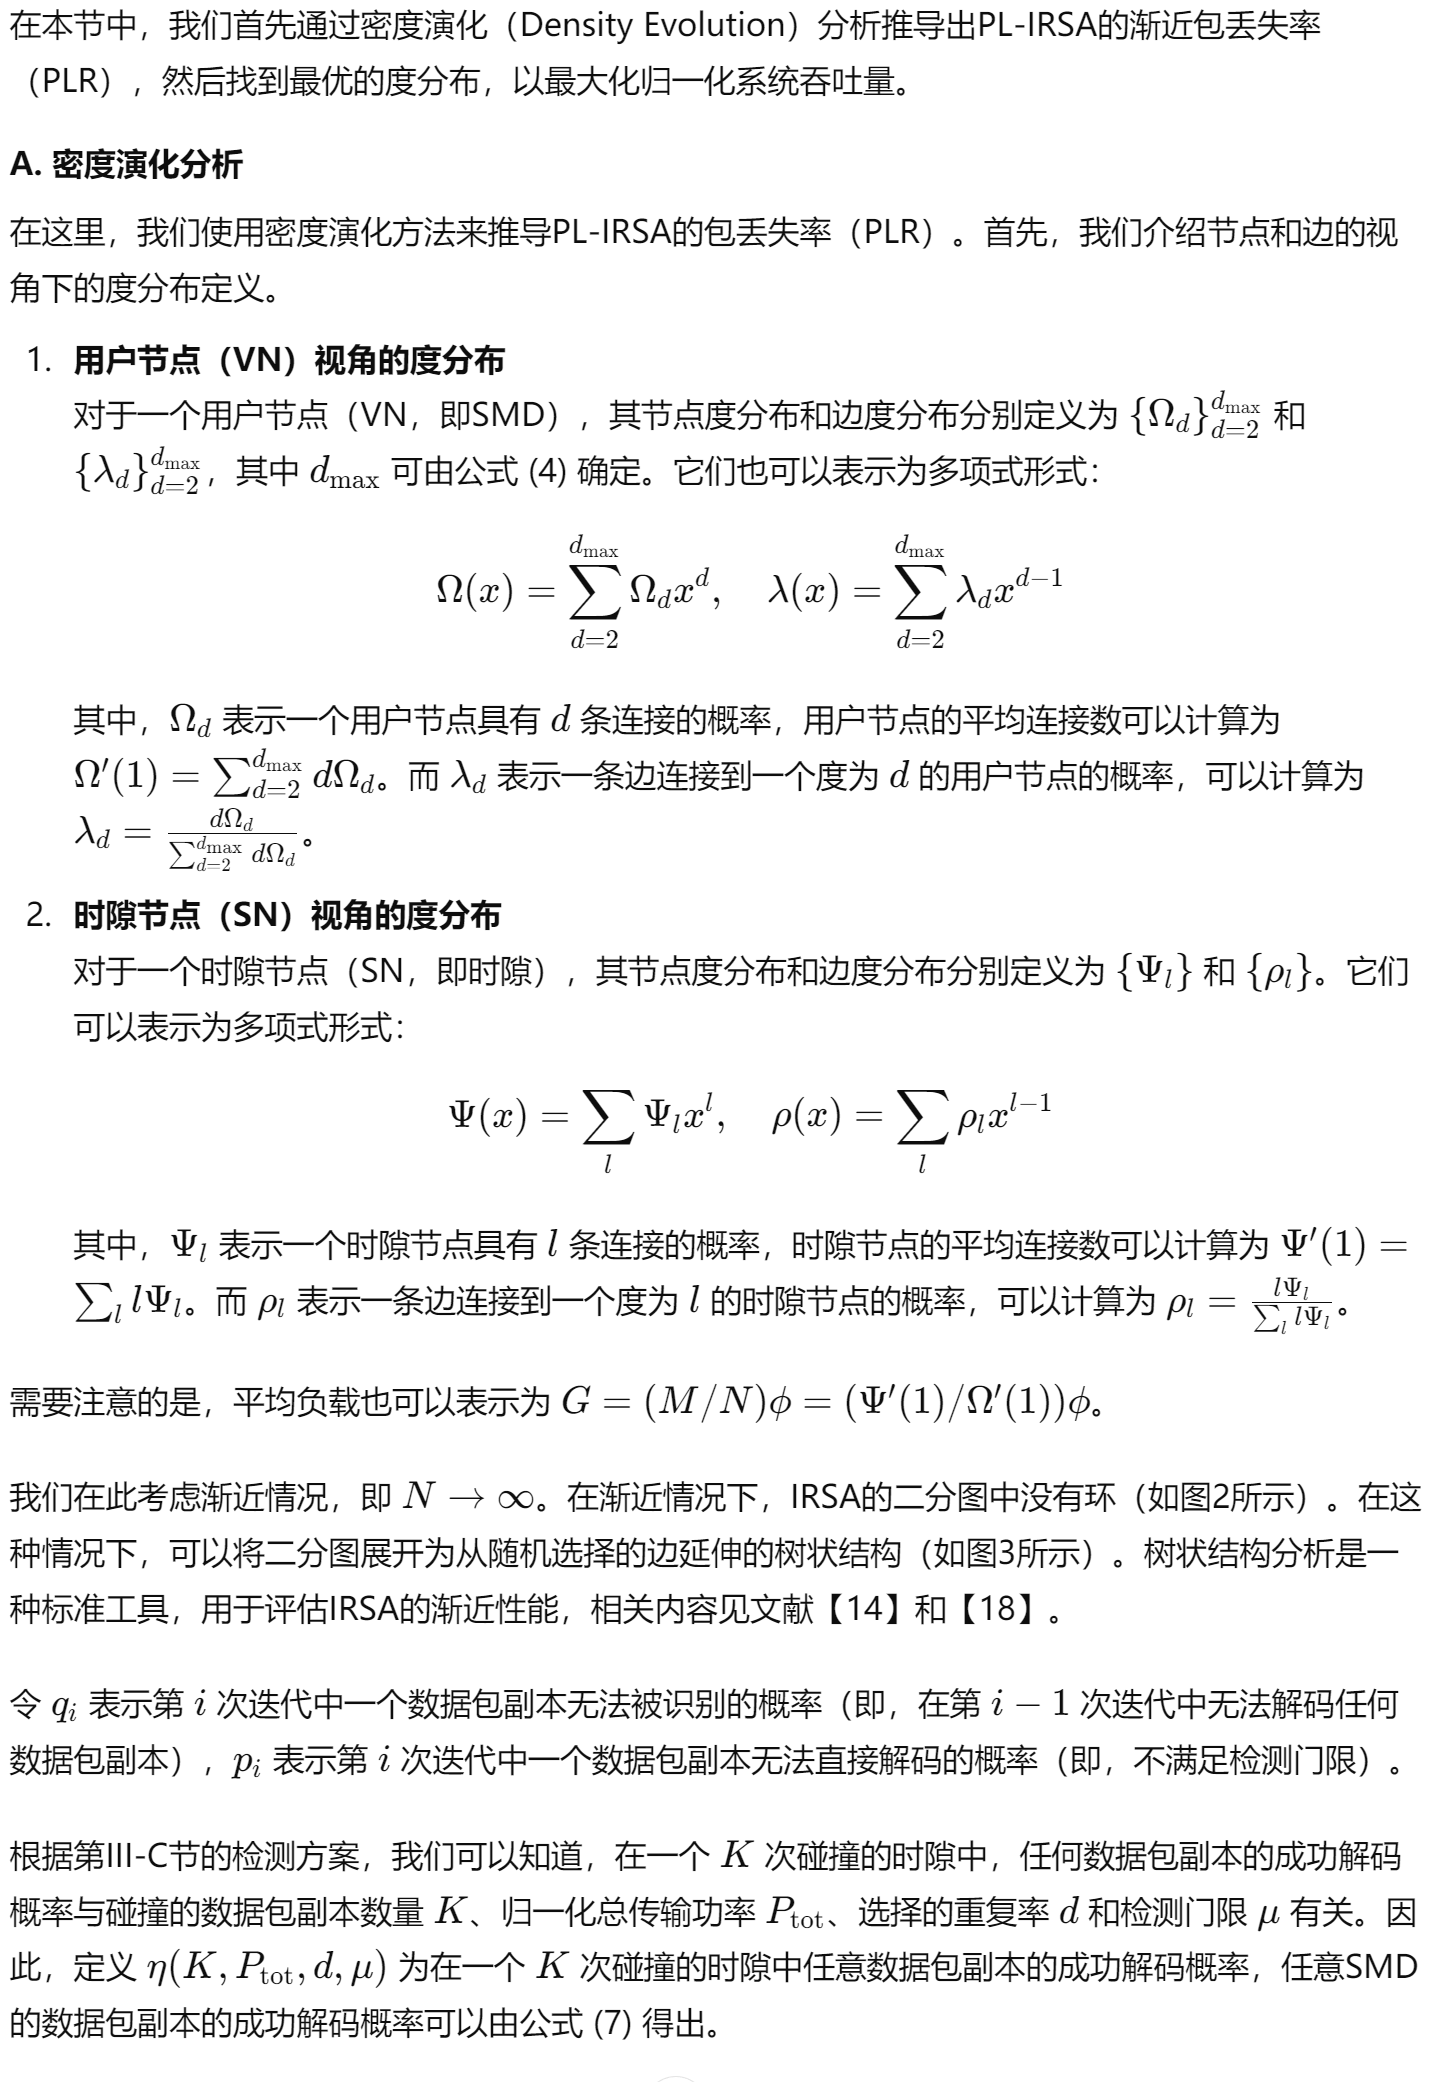 在本节中，我们首先通过密度演化（Density Evolution）分析推导出PL-IRSA的渐近包丢失率
（PLR），然后找到最优的度分布，以最大化归一化系统吞吐量。
A. 密度演化分析
在这里，我们使用密度演化方法来推导PL-IRSA的包丢失率（PLR）。首先，我们介绍节点和边的视
角下的度分布定义。
1. 用户节点（VN）视角的度分布
对于一个用户节点（VN，即SMD），其节点度分布和边度分布分别定义为 $\{\Omega_d\}_{d=2}^{d_{\max}}$ 和
$\{\lambda_d\}_{d=2}^{d_{\max}}$，其中 $d_{\max}$ 可由公式 (4) 确定。它们也可以表示为多项式形式：
$\Omega(x) = \sum_{d=2}^{d_{\max}} \Omega_d x^d, \quad \lambda(x) = \sum_{d=2}^{d_{\max}} \lambda_d x^{d-1}$
其中，$\Omega_d$ 表示一个用户节点具有 $d$ 条连接的概率，用户节点的平均连接数可以计算为
$\Omega'(1) = \sum_{d=2}^{d_{\max}} d\Omega_d$。而 $\lambda_d$ 表示一条边连接到一个度为 $d$ 的用户节点的概率，可以计算为
$\lambda_d = \frac{d\Omega_d}{\sum_{d=2}^{d_{\max}} d\Omega_d}$。
2. 时隙节点（SN）视角的度分布
对于一个时隙节点（SN，即时隙），其节点度分布和边度分布分别定义为 $\{\Psi_l\}$ 和 $\{\rho_l\}$。它们
可以表示为多项式形式：
$\Psi(x) = \sum_l \Psi_l x^l, \quad \rho(x) = \sum_l \rho_l x^{l-1}$
其中，$\Psi_l$ 表示一个时隙节点具有 $l$ 条连接的概率，时隙节点的平均连接数可以计算为 $\Psi'(1) =$
$\sum_l l\Psi_l$。而 $\rho_l$ 表示一条边连接到一个度为 $l$ 的时隙节点的概率，可以计算为 $\rho_l = \frac{l\Psi_l}{\sum_l l\Psi_l}$。
需要注意的是，平均负载也可以表示为 $G = (M/N)\phi = (\Psi'(1)/\Omega'(1))\phi$。
我们在此考虑渐近情况，即 $N \to \infty$。在渐近情况下，IRSA的二分图中没有环（如图2所示）。在这
种情况下，可以将二分图展开为从随机选择的边延伸的树状结构（如图3所示）。树状结构分析是一
种标准工具，用于评估IRSA的渐近性能，相关内容见文献【14】和【18】。
令 $q_i$ 表示第 $i$ 次迭代中一个数据包副本无法被识别的概率（即，在第 $i-1$ 次迭代中无法解码任何
数据包副本），$p_i$ 表示第 $i$ 次迭代中一个数据包副本无法直接解码的概率（即，不满足检测门限）。
根据第III-C节的检测方案，我们可以知道，在一个 $K$ 次碰撞的时隙中，任何数据包副本的成功解码
概率与碰撞的数据包副本数量 $K$、归一化总传输功率 $P_{\text{tot}}$、选择的重复率 $d$ 和检测门限 $\mu$ 有关。因
此，定义 $\eta(K, P_{\text{tot}}, d, \mu)$ 为在一个 $K$ 次碰撞的时隙中任意数据包副本的成功解码概率，任意SMD
的数据包副本的成功解码概率可以由公式 (7) 得出。